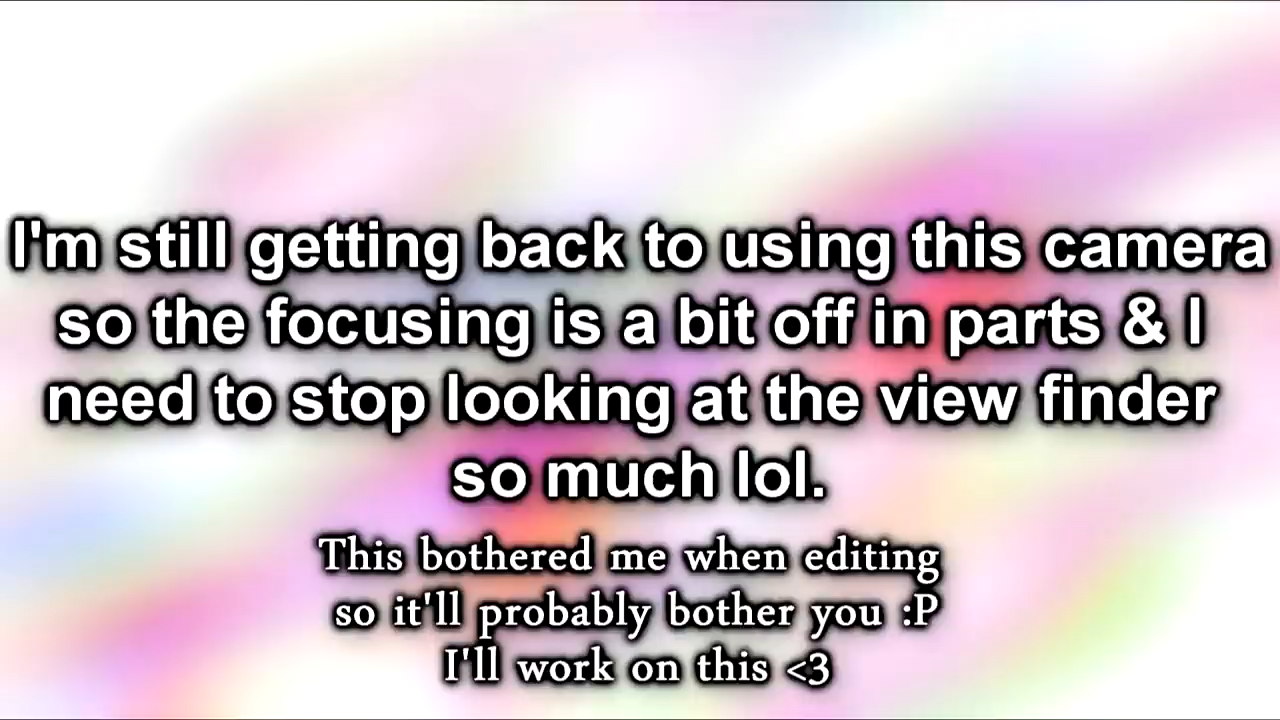 I'm still getting back to using this camera
so the focusing is a bit off in parts & I
need to stop looking at the view finder
so much lol.
This bothered me when editing
so it'll probably bother you :P
I'll work on this <3